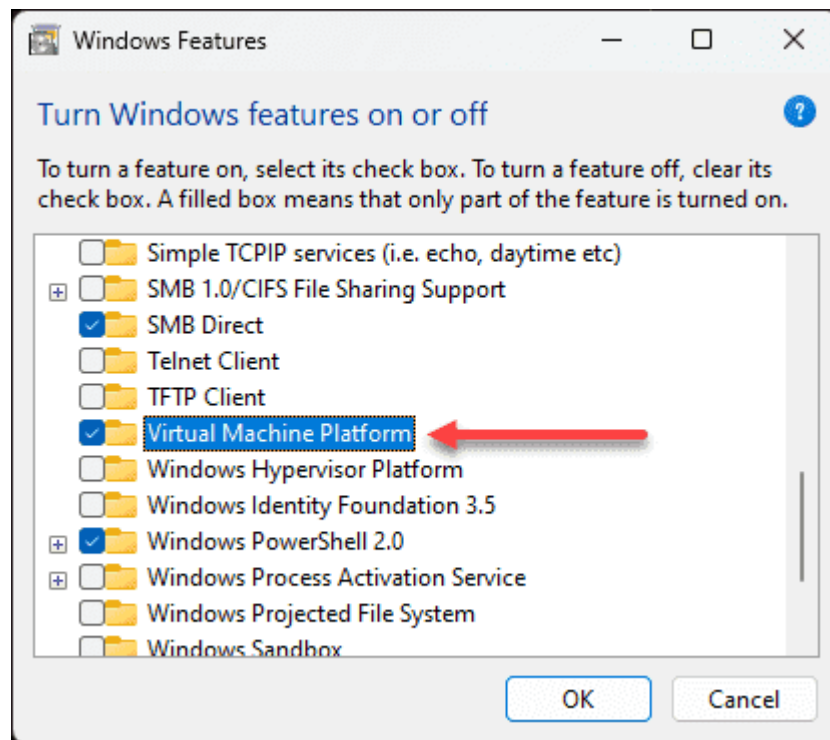 Windows Features
Turn Windows features on or off
?
To turn a feature on, select its check box. To turn a feature off, clear its
check box. A filled box means that only part of the feature is turned on.
Simple TCPIP services (i.e. echo, daytime etc)
SMB 1.0/CIFS File Sharing Support
SMB Direct
Telnet Client
TFTP Client
Virtual Machine Platform
Windows Hypervisor Platform
Windows Identity Foundation 3.5
Windows PowerShell 2.0
Windows Process Activation Service
Windows Projected File System
Windows Sandbox
OK
Cancel